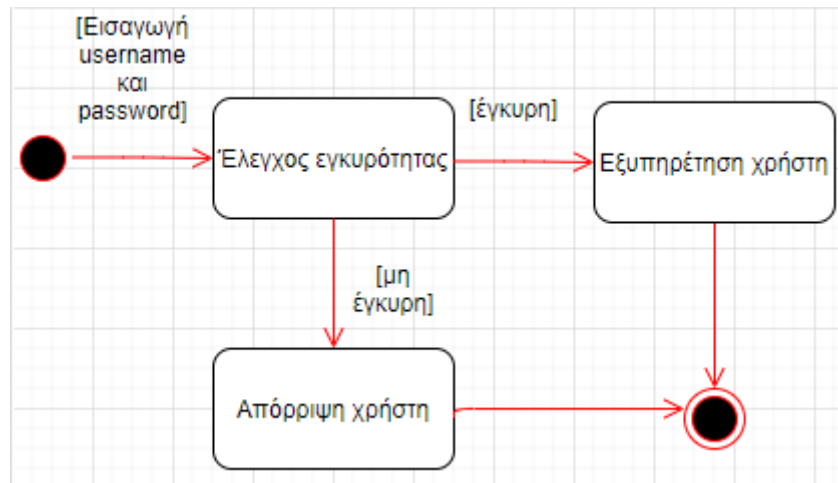 [Εισαγωγή
username
και
password]
Έλεγχος εγκυρότητας
[έγκυρη]
Εξυπηρέτηση χρήστη
[μη
έγκυρη]
Απόρριψη χρήστη